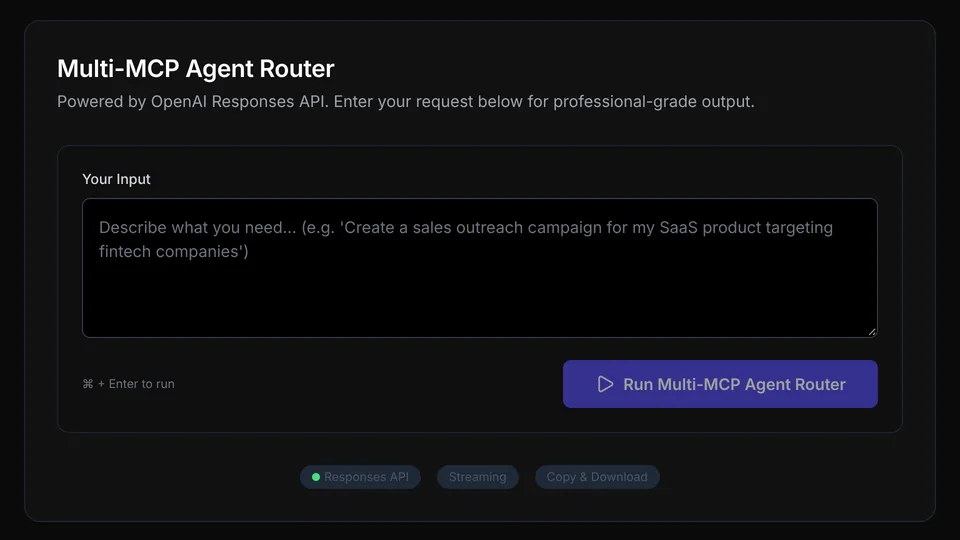 Multi-MCP Agent Router
Powered by OpenAI Responses API. Enter your request below for professional-grade output.
Your Input
Describe what you need... (e.g. 'Create a sales outreach campaign for my SaaS product targeting
fintech companies')
⌘ + Enter to run
Run Multi-MCP Agent Router
Responses API
Streaming
Copy & Download